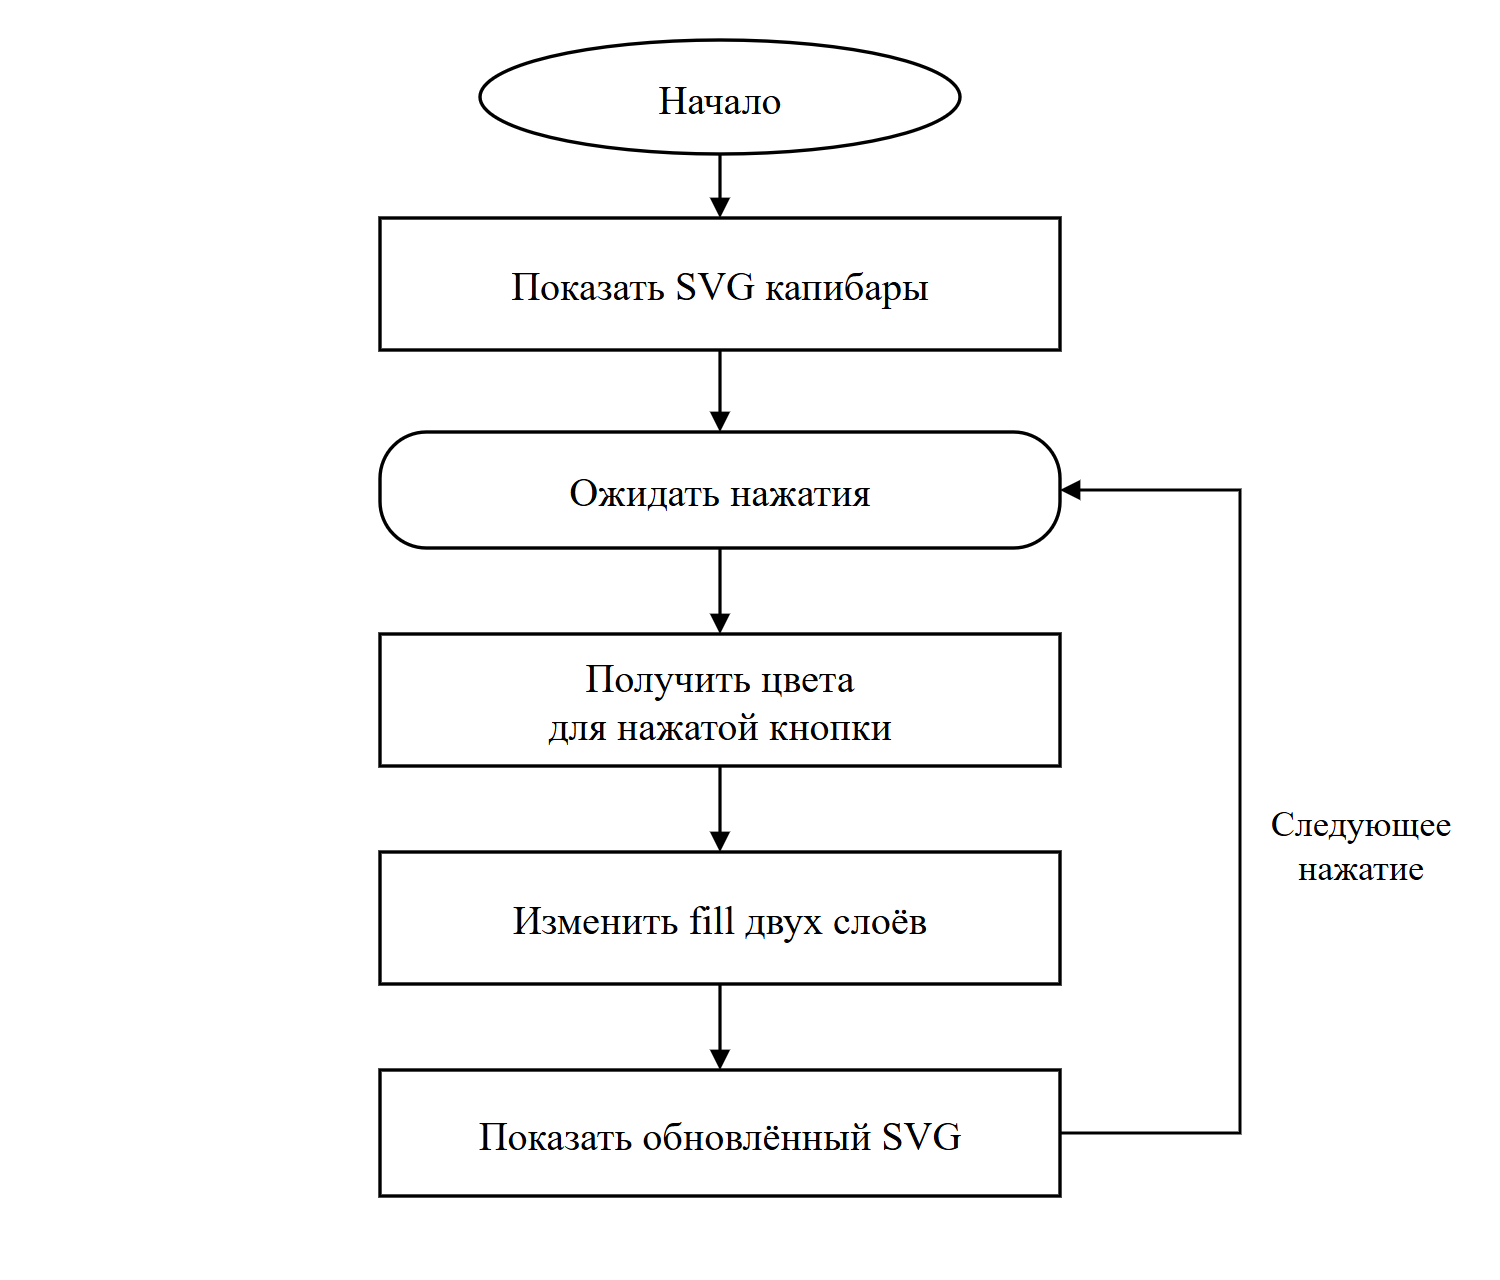 Начало
Показать SVG капибары
Ожидать нажатия
Получить цвета
для нажатой кнопки
Следующее
нажатие
Изменить fill двух слоёв
Показать обновлённый SVG